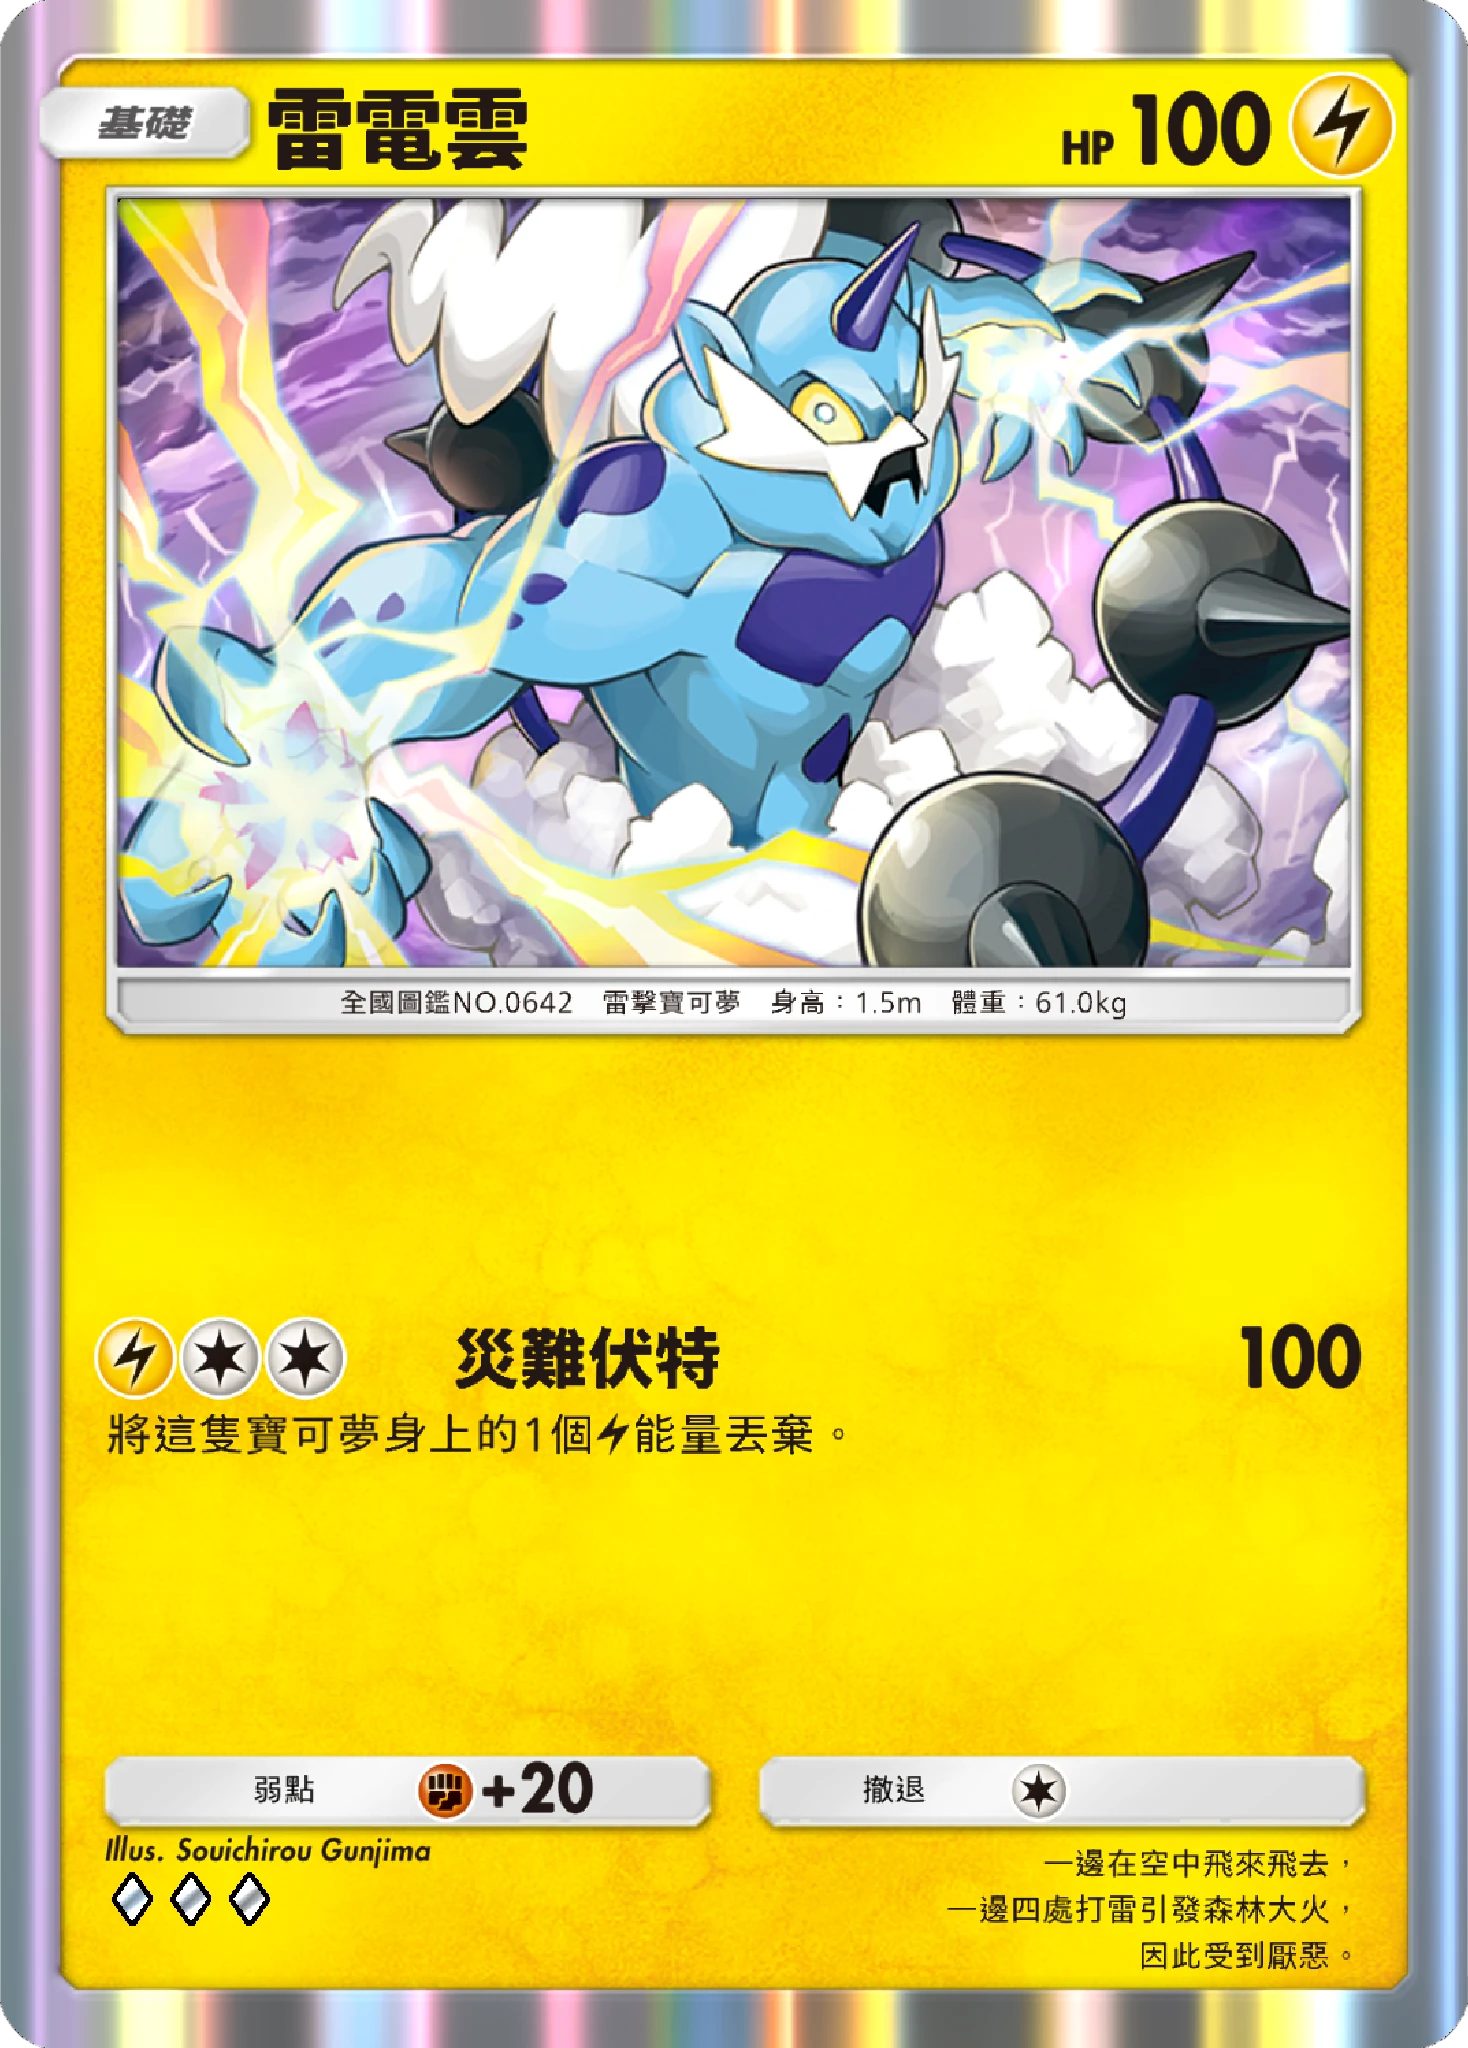 基礎 雷電雲 HP 100
全國圖鑑NO.0642 雷擊寶可夢 身高：1.5m 體重：61.0kg
災難伏特 100
將這隻寶可夢身上的1個能量丟棄。
弱點 +20 撤退
Illus. Souichirou Gunjima
一邊在空中飛來飛去，
一邊四處打雷引發森林大火，
因此受到厭惡。